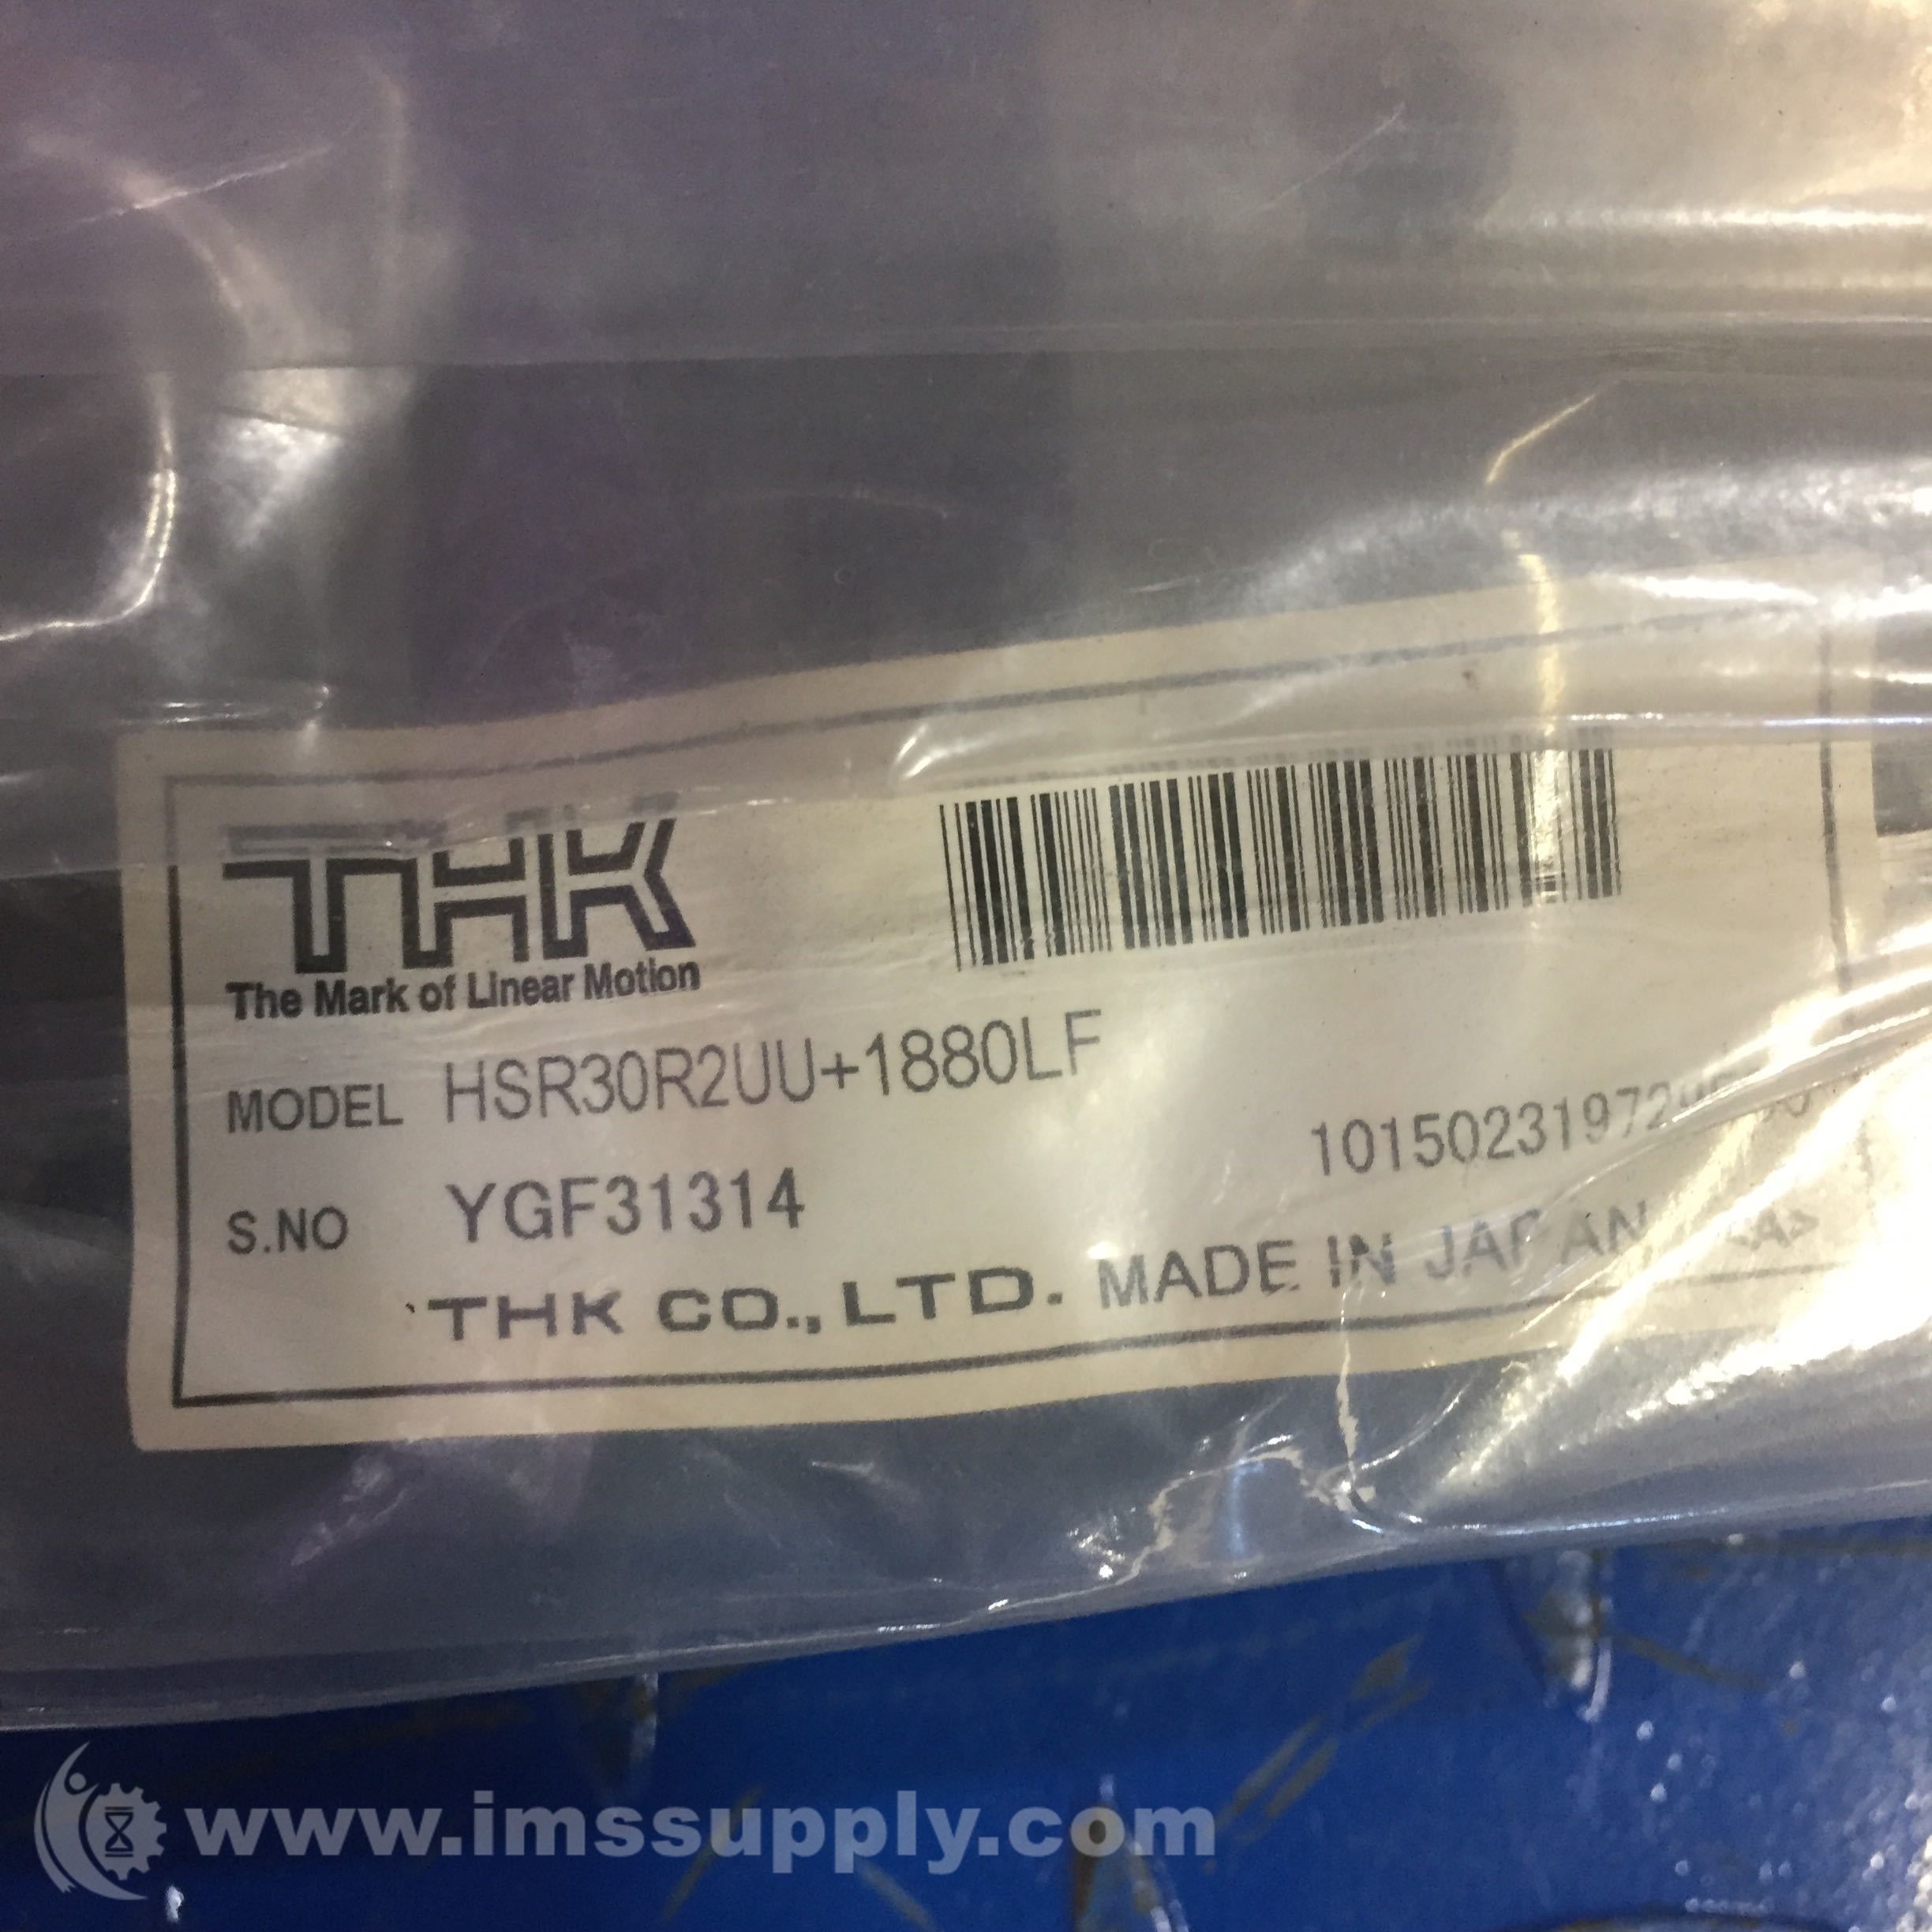 THK
The Mark of Linear Motion
MODEL HSR30R2UU+1880LF
S.NO YGF31314
THK CO., LTD. MADE IN JAPAN
www.imssupply.com